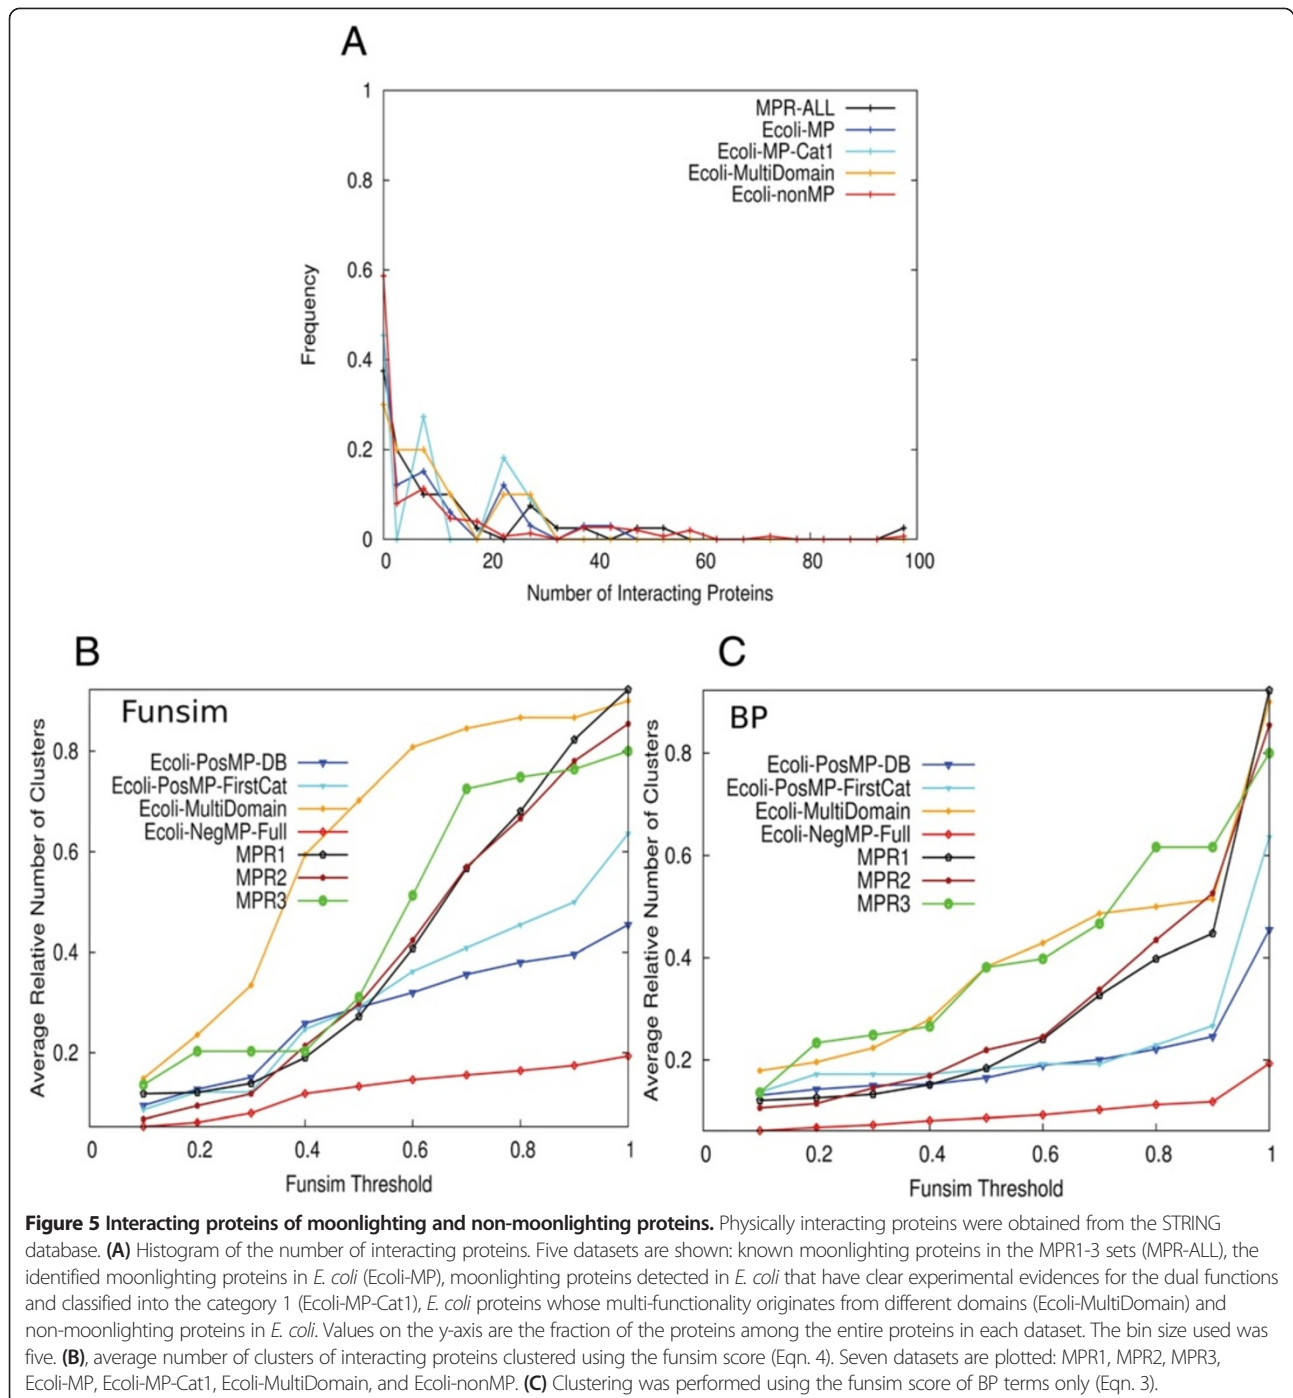 A
1
0.8
0.6
0.4
0.2
0
Frequency
MPR-ALL
Ecoli-MP
Ecoli-MP-Cat1
Ecoli-MultiDomain
Ecoli-nonMP
0 20 40 60 80 100
Number of Interacting Proteins
B
Funsim
Average Relative Number of Clusters
0.8
0.6
0.4
0.2
Ecoli-PosMP-DB
Ecoli-PosMP-FirstCat
Ecoli-MultiDomain
Ecoli-NegMP-Full
MPR1
MPR2
MPR3
0 0.2 0.4 0.6 0.8 1
Funsim Threshold
C
BP
Average Relative Number of Clusters
0.8
0.6
0.4
0.2
Ecoli-PosMP-DB
Ecoli-PosMP-FirstCat
Ecoli-MultiDomain
Ecoli-NegMP-Full
MPR1
MPR2
MPR3
0 0.2 0.4 0.6 0.8 1
Funsim Threshold
Figure 5 Interacting proteins of moonlighting and non-moonlighting proteins. Physically interacting proteins were obtained from the STRING
database. (A) Histogram of the number of interacting proteins. Five datasets are shown: known moonlighting proteins in the MPR1-3 sets (MPR-ALL), the
identified moonlighting proteins in E. coli (Ecoli-MP), moonlighting proteins detected in E. coli that have clear experimental evidences for the dual functions
and classified into the category 1 (Ecoli-MP-Cat1), E. coli proteins whose multi-functionality originates from different domains (Ecoli-MultiDomain) and
non-moonlighting proteins in E. coli. Values on the y-axis are the fraction of the proteins among the entire proteins in each dataset. The bin size used was
five. (B), average number of clusters of interacting proteins clustered using the funsim score (Eqn. 4). Seven datasets are plotted: MPR1, MPR2, MPR3,
Ecoli-MP, Ecoli-MP-Cat1, Ecoli-MultiDomain, and Ecoli-nonMP. (C) Clustering was performed using the funsim score of BP terms only (Eqn. 3).